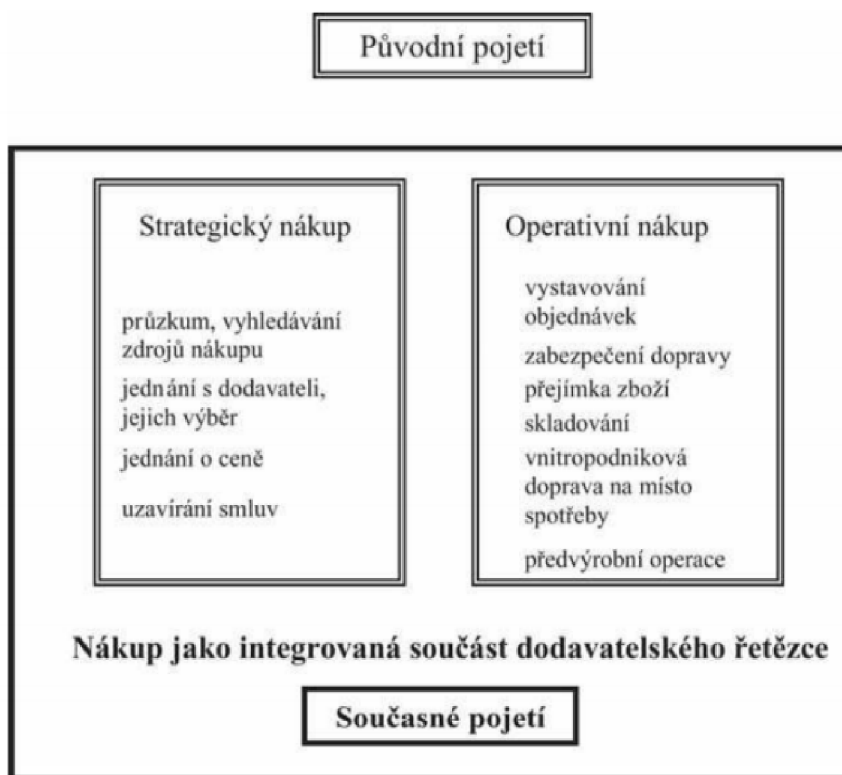 Původní pojetí
Strategický nákup
průzkum, vyhledávání
zdrojů nákupu
jednání s dodavateli,
jejich výběr
jednání o ceně
uzavírání smluv
Operativní nákup
vystavování
objednávek
zabezpečení dopravy
přejímka zboží
skladování
vnitropodniková
doprava na místo
spotřeby
předvýrobní operace
Nákup jako integrovaná součást dodavatelského řetězce
Současné pojetí